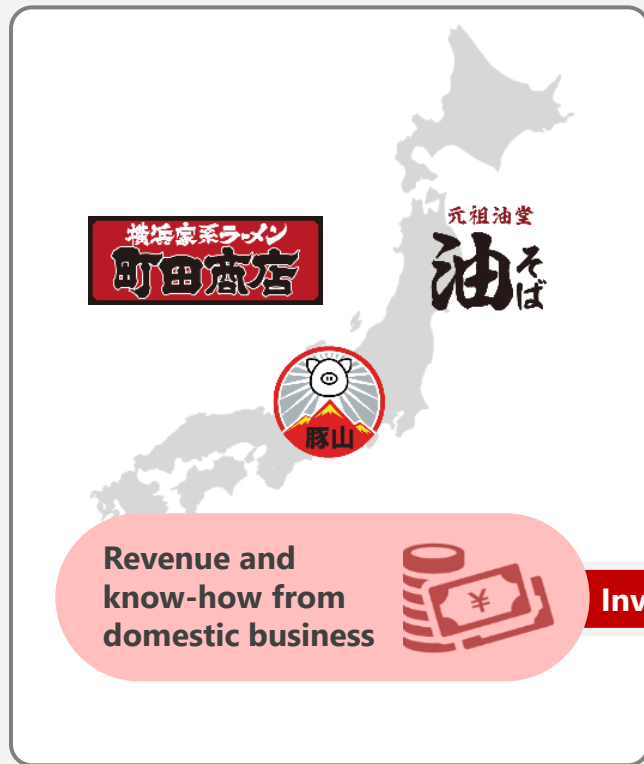 横浜家系ラーメン
町田商店
元祖油堂
油そば
豚山
Revenue and
know-how from
domestic business
¥
Inv